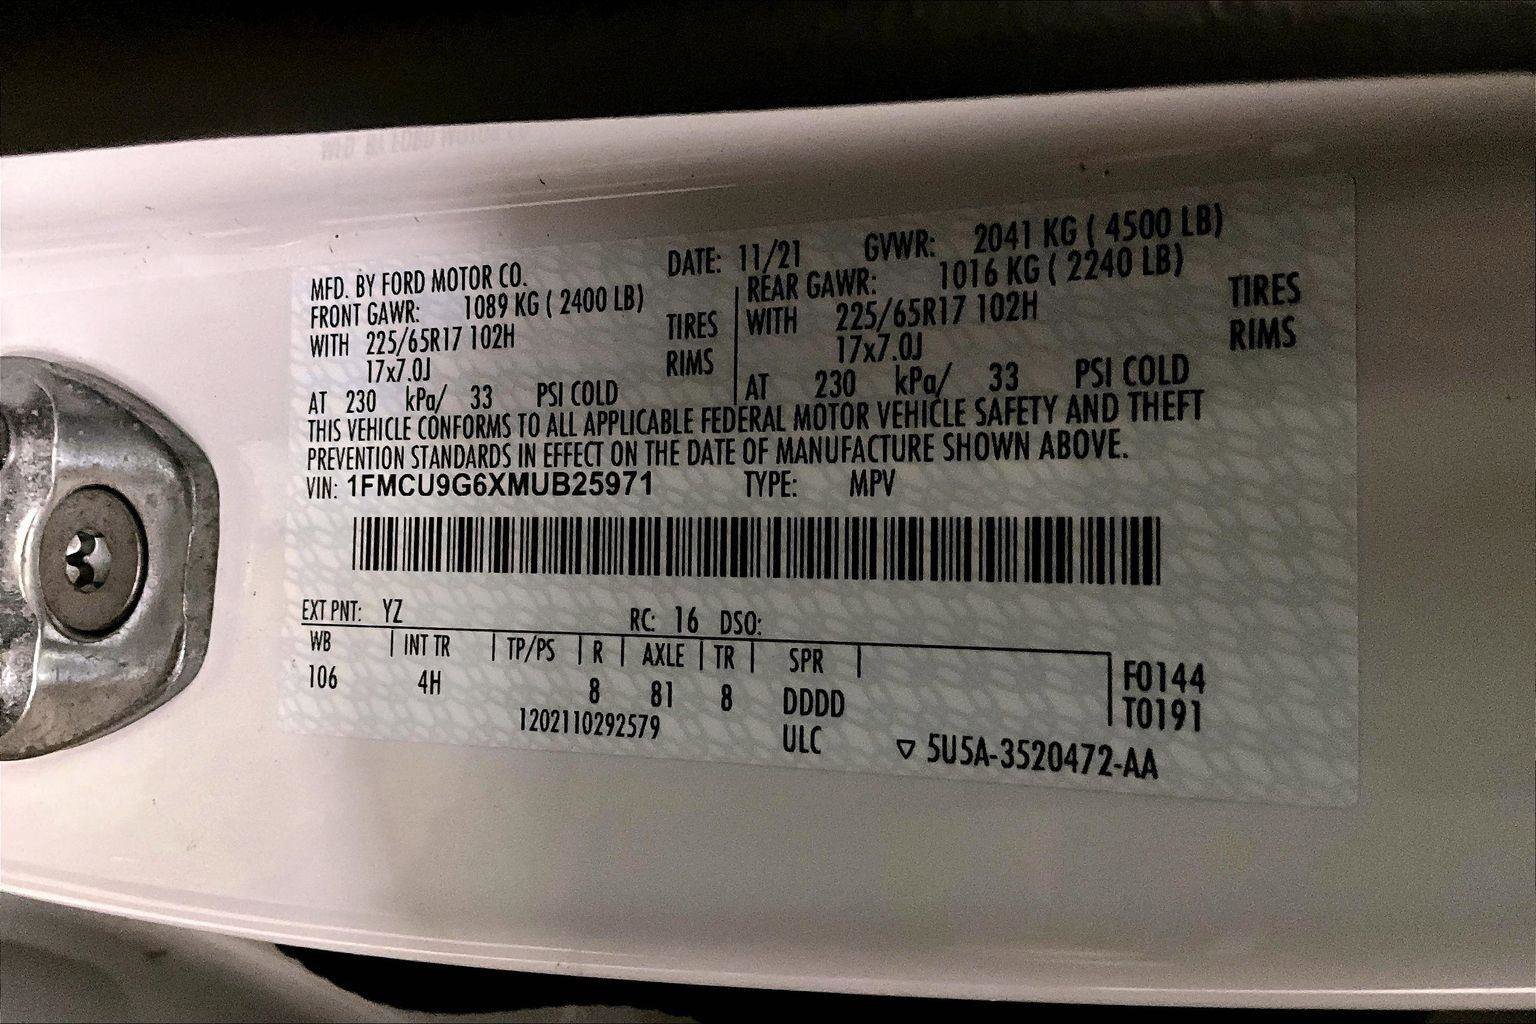 MFD. BY FORD MOTOR CO. DATE: 11/21 GVWR: 2041 KG ( 4500 LB)
FRONT GAWR: 1089 KG ( 2400 LB) REAR GAWR: 1016 KG ( 2240 LB)
WITH 225/65R17 102H TIRES WITH 225/65R17 102H TIRES
17x7.0J RIMS 17x7.0J RIMS
AT 230 kPa/ 33 PSI COLD AT 230 kPa/ 33 PSI COLD
THIS VEHICLE CONFORMS TO ALL APPLICABLE FEDERAL MOTOR VEHICLE SAFETY AND THEFT
PREVENTION STANDARDS IN EFFECT ON THE DATE OF MANUFACTURE SHOWN ABOVE.
VIN: 1FMCU9G6XMUB25971 TYPE: MPV
EXT PNT: YZ RC: 16 DSO:
WB INT TR TP/PS R AXLE TR SPR
106 4H 8 81 8 DDDD F0144
1202110292579 ULC T0191
▽ 5U5A-3520472-AA